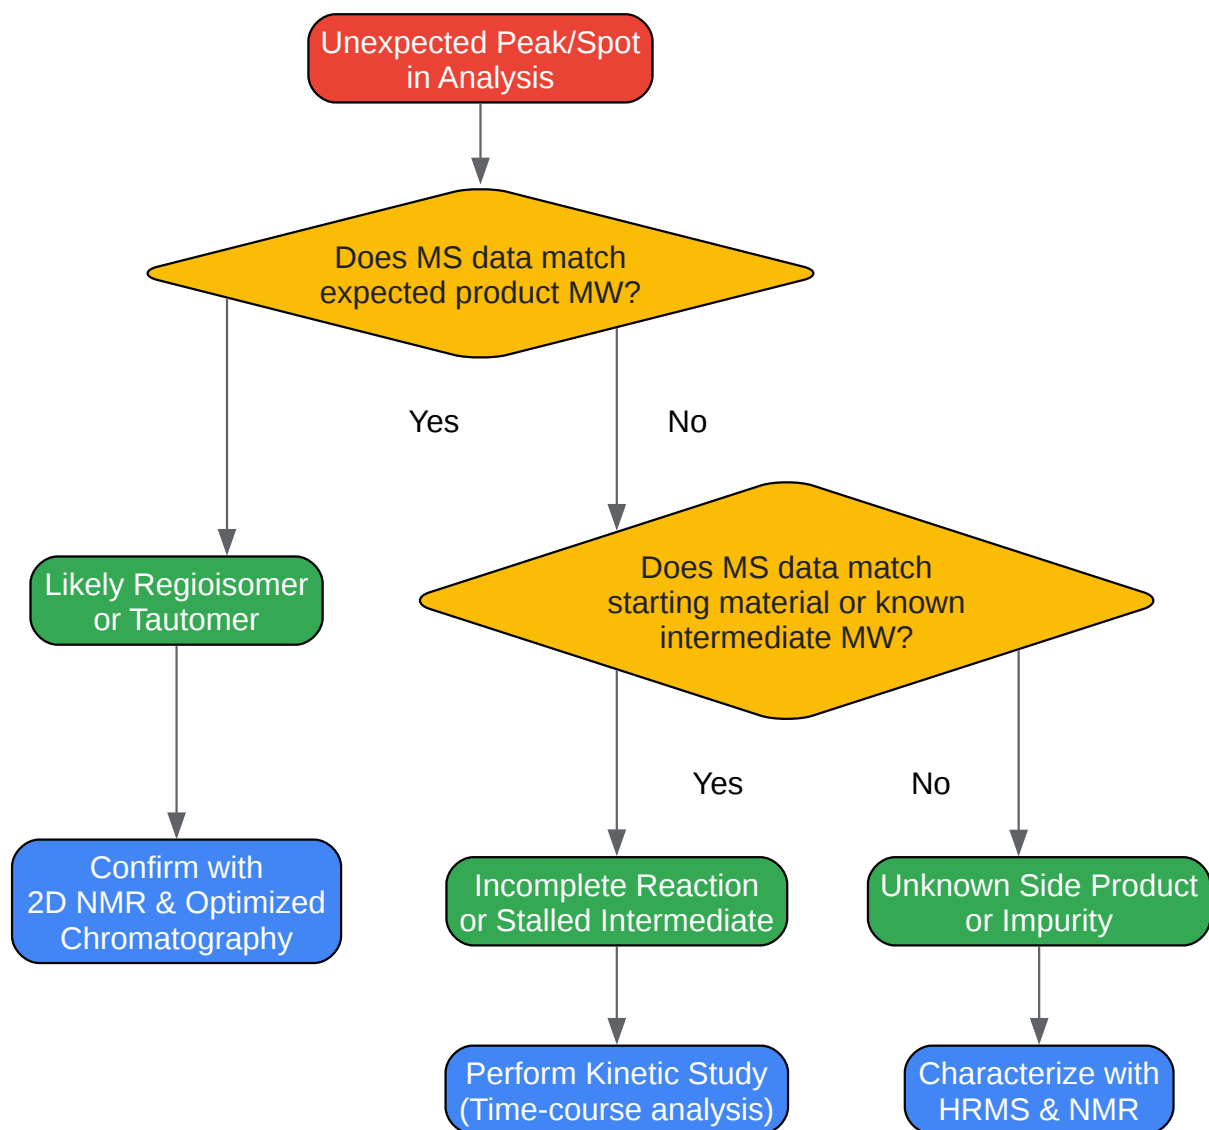 Unexpected Peak/Spot
in Analysis
Does MS data match
expected product MW?
Yes
No
Does MS data match
starting material or known
intermediate MW?
Likely Regioisomer
or Tautomer
Yes
No
Confirm with
2D NMR & Optimized
Chromatography
Incomplete Reaction
or Stalled Intermediate
Unknown Side Product
or Impurity
Perform Kinetic Study
(Time-course analysis)
Characterize with
HRMS & NMR